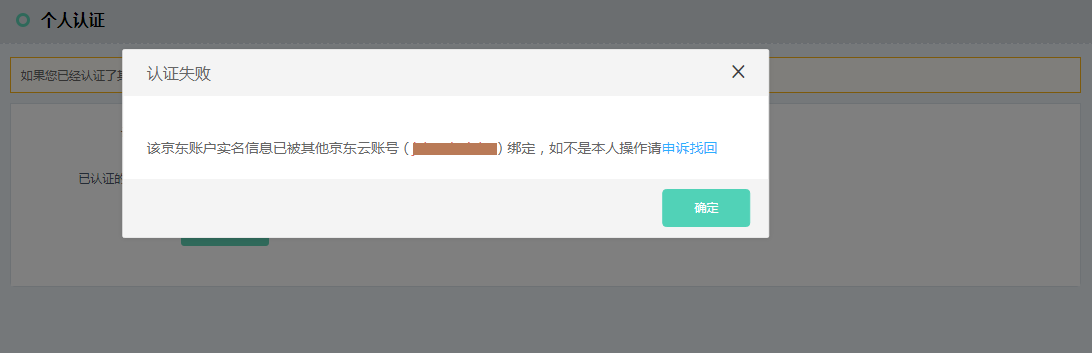 个人认证
如果您已经认证了
认证失败
该京东账户实名信息已被其他京东云账号 ( ) 绑定，如不是本人操作请申诉找回
已认证的
确定